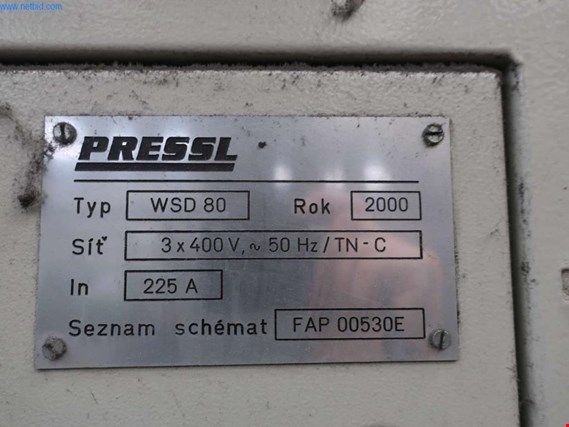 www.netbid.com
PRESSL
Typ WSD 80 Rok 2000
Síť 3 x 400 V, ~ 50 Hz / TN - C
In 225 A
Seznam schémat FAP 00530E